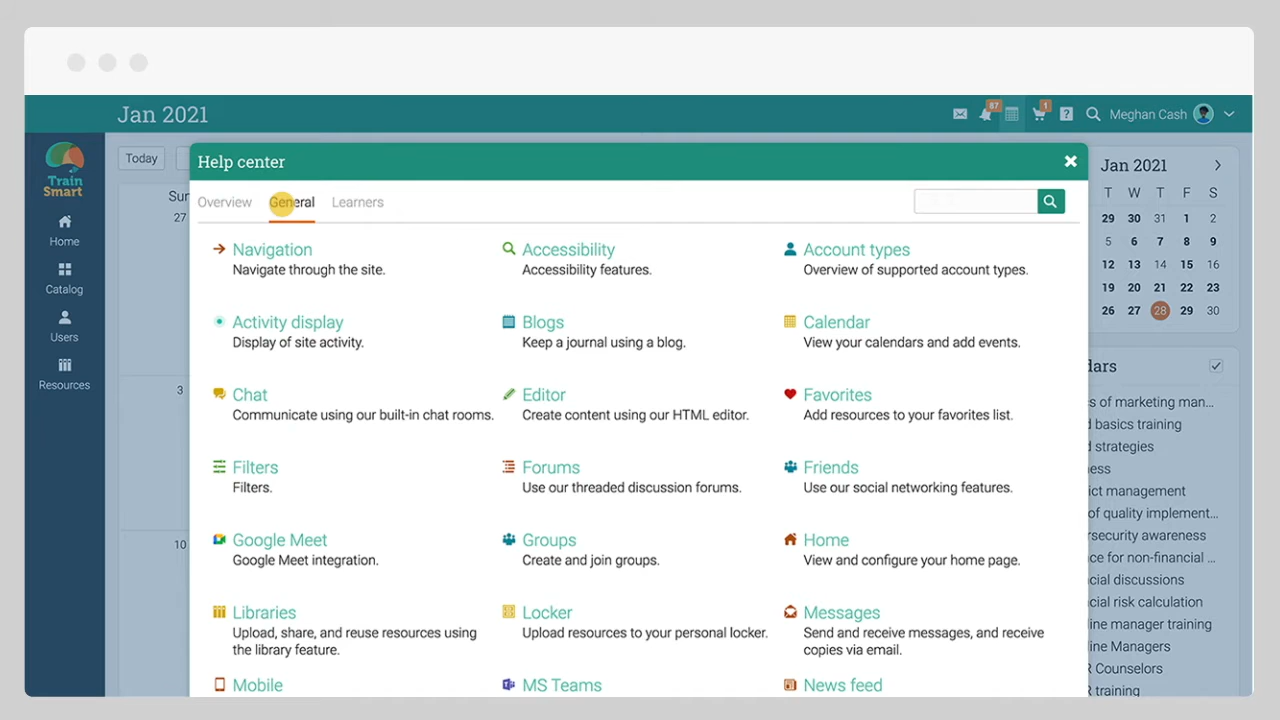 Jan 2021
87
1
?
Meghan Cash
Train
Smart
Home
Catalog
Users
Resources
Today
Sun
27
3
10
Help center
Overview
General
Learners
Navigation
Navigate through the site.
Accessibility
Accessibility features.
Account types
Overview of supported account types.
Activity display
Display of site activity.
Blogs
Keep a journal using a blog.
Calendar
View your calendars and add events.
Chat
Communicate using our built-in chat rooms.
Editor
Create content using our HTML editor.
Favorites
Add resources to your favorites list.
Filters
Filters.
Forums
Use our threaded discussion forums.
Friends
Use our social networking features.
Google Meet
Google Meet integration.
Groups
Create and join groups.
Home
View and configure your home page.
Libraries
Upload, share, and reuse resources using
the library feature.
Locker
Upload resources to your personal locker.
Messages
Send and receive messages, and receive
copies via email.
Mobile
MS Teams
News feed
Jan 2021
T W T F S
29 30 31 1 2
5 6 7 8 9
12 13 14 15 16
19 20 21 22 23
26 27 28 29 30
dars
s of marketing man...
d basics training
d strategies
ess
ict management
of quality implement...
rsecurity awareness
ce for non-financial ...
cial discussions
cial risk calculation
ine manager training
ine Managers
R Counselors
R training